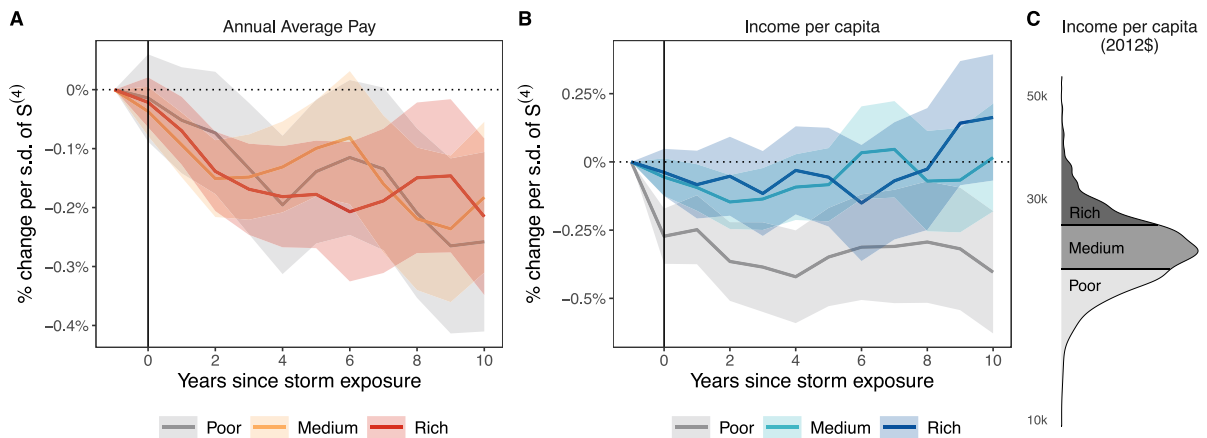 A
Annual Average Pay
% change per s.d. of S(4)
0%
−0.1%
−0.2%
−0.3%
−0.4%
0 2 4 6 8 10
Years since storm exposure
Poor Medium Rich
B
Income per capita
% change per s.d. of S(4)
0.25%
0%
−0.25%
−0.5%
0 2 4 6 8 10
Years since storm exposure
Poor Medium Rich
C
Income per capita
(2012$)
50k
30k
10k
Rich
Medium
Poor